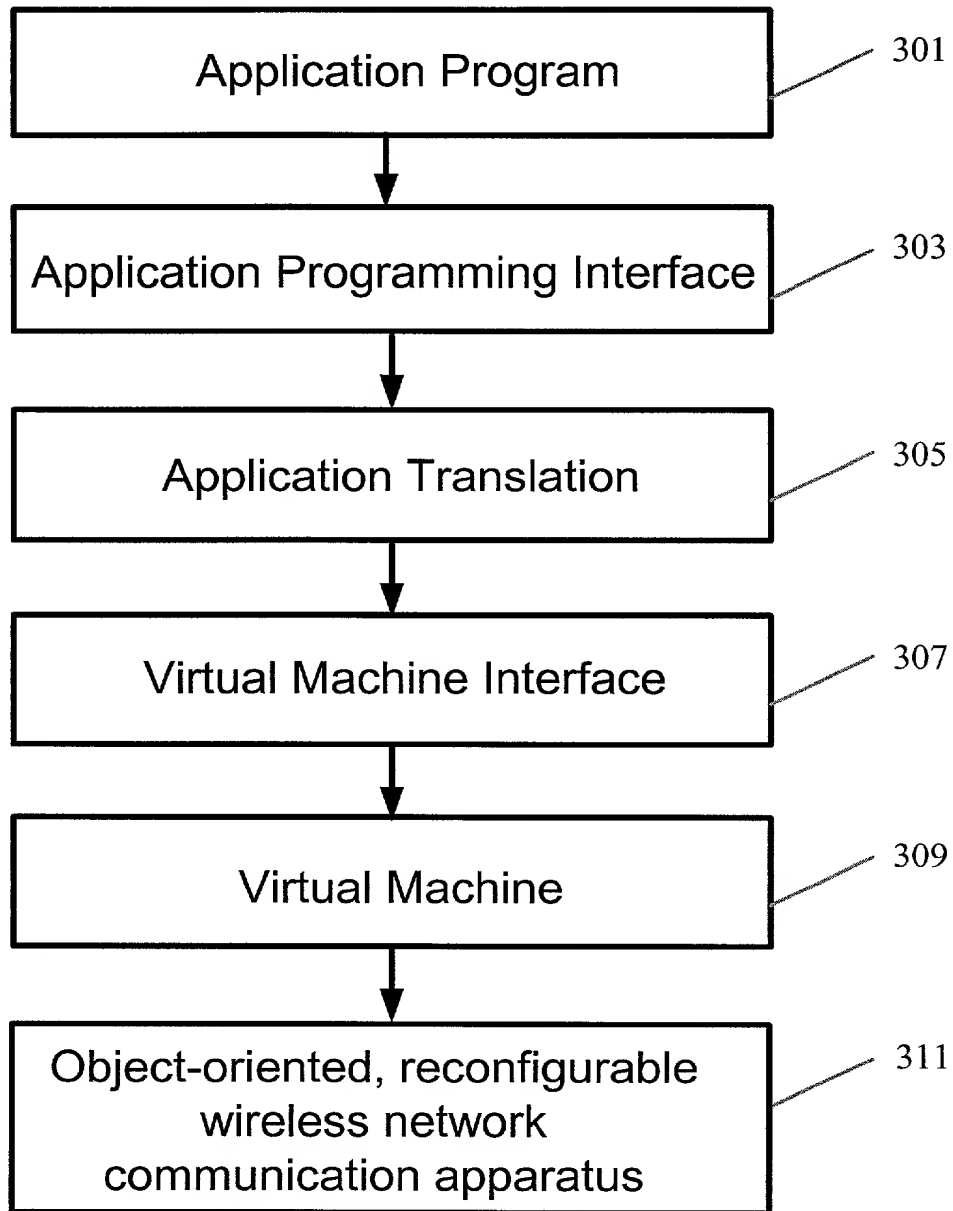 Application Program
301
Application Programming Interface
303
Application Translation
305
Virtual Machine Interface
307
Virtual Machine
309
Object-oriented, reconfigurable
wireless network
communication apparatus
311